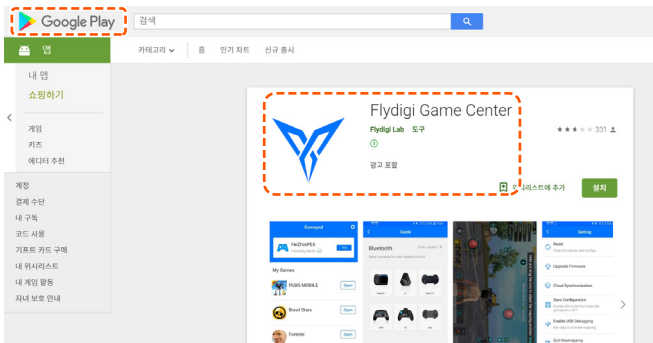 Google Play
검색
앱
카테고리
홈
인기 차트
신규 출시
내 앱
쇼핑하기
게임
키즈
에디터 추천
계정
결제 수단
내 구독
코드 사용
기프트 카드 구매
내 위시리스트
내 게임 활동
자녀 보호 안내
Flydigi Game Center
Flydigi Lab 도구
331
광고 포함
위시리스트에 추가
설치
Gamepad
My Games
PUBG MOBILE
Open
Brawl Stars
Open
Fortnite
Open
Guide
Bluetooth
Setting
Reset
Upgrade Firmware
Cloud Synchronization
Save Configuration
Enable USB Debugging
Quit Keymapping